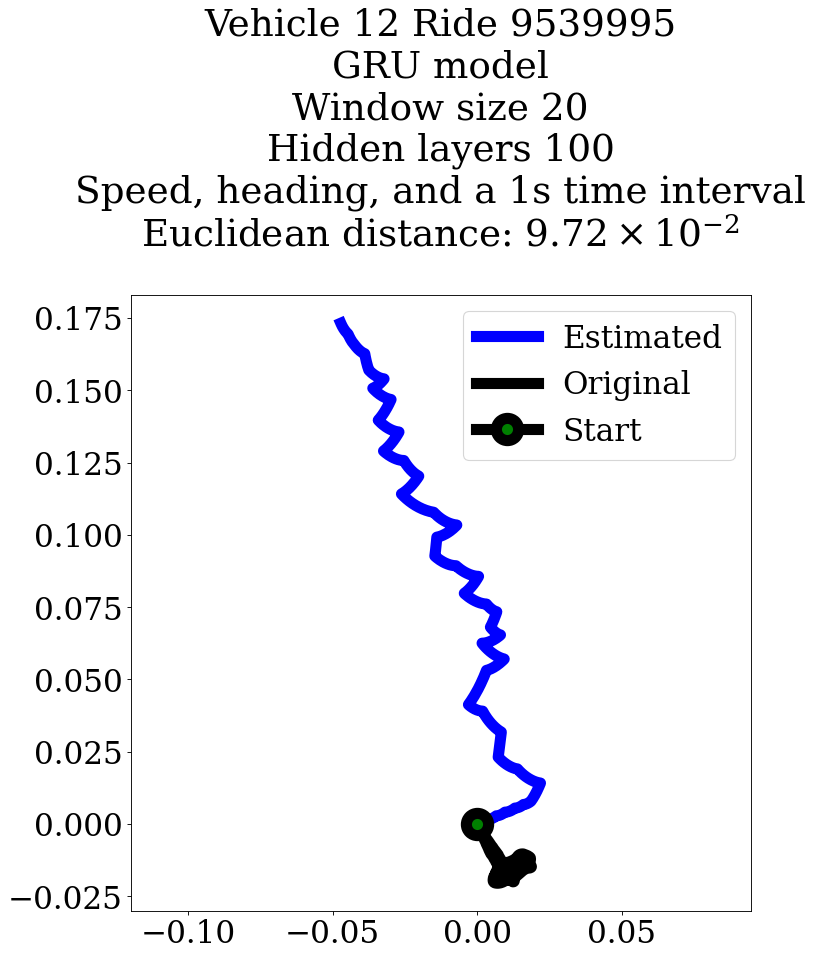 Vehicle 12 Ride 9539995
GRU model
Window size 20
Hidden layers 100
Speed, heading, and a 1s time interval
Euclidean distance: 9.72 × 10⁻²
Estimated
Original
Start
0.175
0.150
0.125
0.100
0.075
0.050
0.025
0.000
−0.025
−0.10
−0.05
0.00
0.05